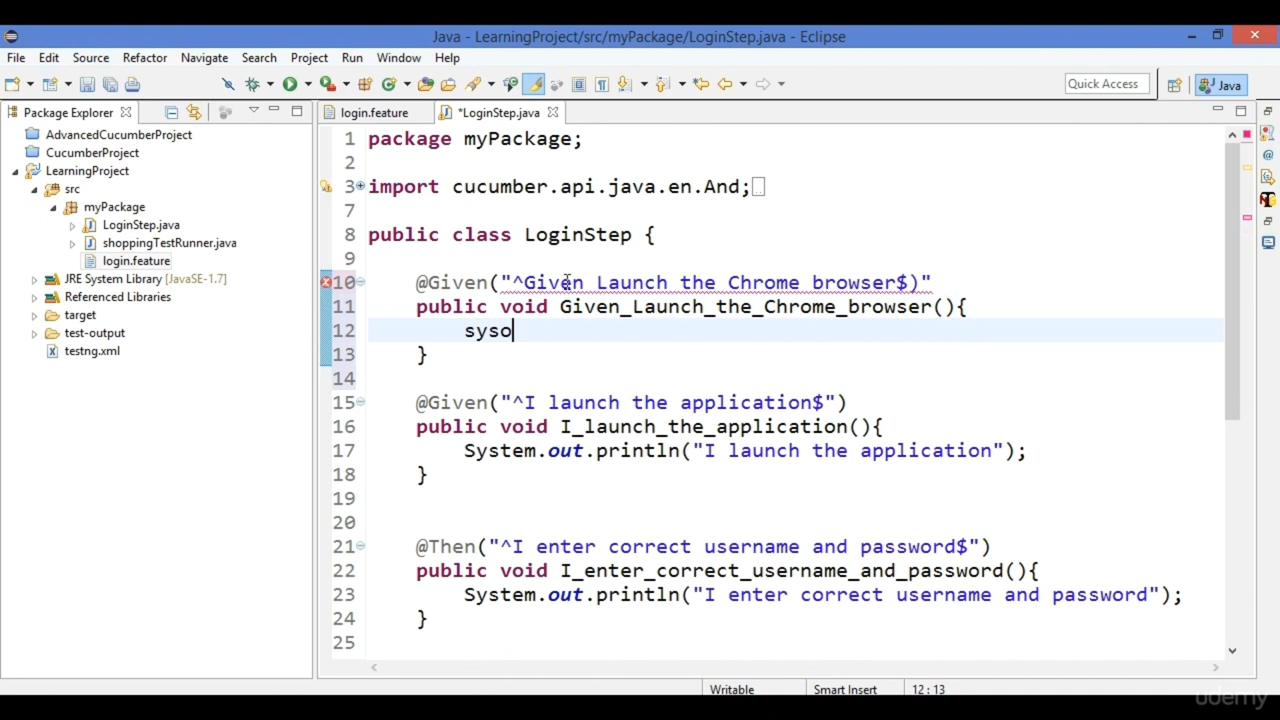 Java - LearningProject/src/myPackage/LoginStep.java - Eclipse
File Edit Source Refactor Navigate Search Project Run Window Help
Quick Access Java
Package Explorer
AdvancedCucumberProject
CucumberProject
LearningProject
src
myPackage
LoginStep.java
shoppingTestRunner.java
login.feature
JRE System Library [JavaSE-1.7]
Referenced Libraries
target
test-output
testng.xml
login.feature *LoginStep.java
1 package myPackage;
2
3 import cucumber.api.java.en.And;
7
8 public class LoginStep {
9
10 @Given("^Given Launch the Chrome browser$)"
11 public void Given_Launch_the_Chrome_browser(){
12 syso
13 }
14
15 @Given("^I launch the application$")
16 public void I_launch_the_application(){
17 System.out.println("I launch the application");
18 }
19
20
21 @Then("^I enter correct username and password$")
22 public void I_enter_correct_username_and_password(){
23 System.out.println("I enter correct username and password");
24 }
25
Writable Smart Insert 12 : 13
udemy